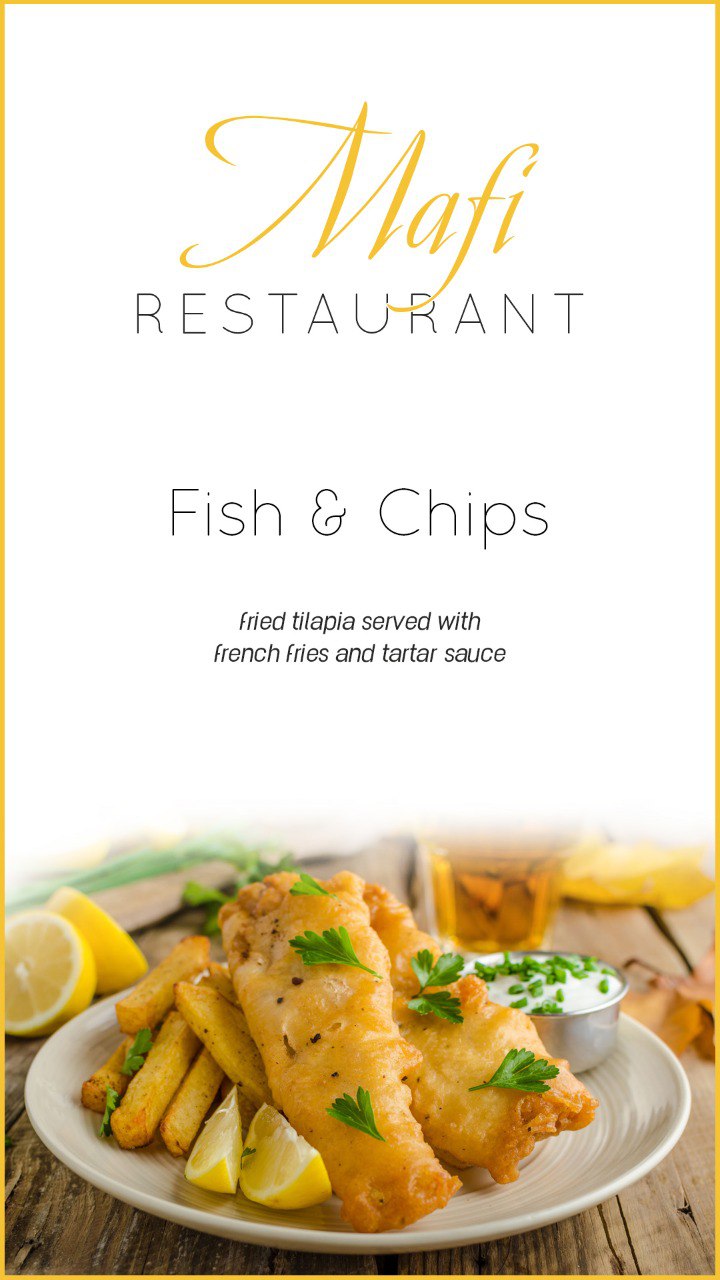 Mafi
RESTAURANT
Fish & Chips
fried tilapia served with
french fries and tartar sauce